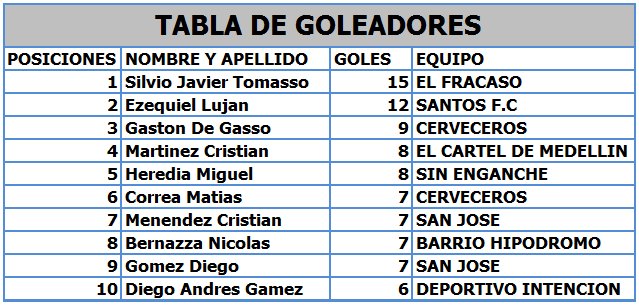 TABLA DE GOLEADORES
POSICIONES NOMBRE Y APELLIDO GOLES EQUIPO
1 Silvio Javier Tomasso 15 EL FRACASO
2 Ezequiel Lujan 12 SANTOS F.C
3 Gaston De Gasso 9 CERVECEROS
4 Martinez Cristian 8 EL CARTEL DE MEDELLIN
5 Heredia Miguel 8 SIN ENGANCHE
6 Correa Matias 7 CERVECEROS
7 Menendez Cristian 7 SAN JOSE
8 Bernazza Nicolas 7 BARRIO HIPODROMO
9 Gomez Diego 7 SAN JOSE
10 Diego Andres Gamez 6 DEPORTIVO INTENCION